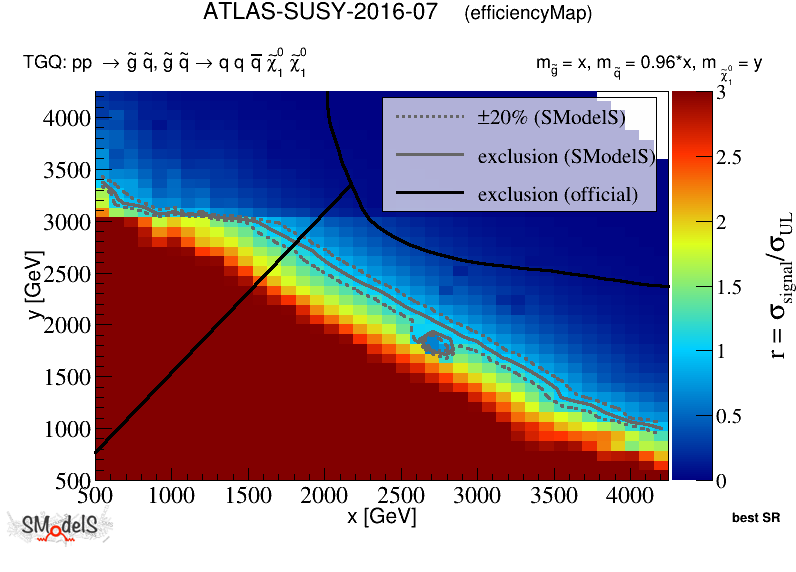 ATLAS-SUSY-2016-07 (efficiencyMap)
TGQ: pp → g̃ q̃, g̃ q̃ → q q q̅ χ̃₁⁰ χ̃₁⁰
m_g̃ = x, m_q̃ = 0.96*x, m_χ̃₁⁰ = y
±20% (SModelS)
exclusion (SModelS)
exclusion (official)
4000
3500
3000
2500
2000
1500
1000
500
y [GeV]
500 1000 1500 2000 2500 3000 3500 4000
x [GeV]
3
2.5
2
1.5
1
0.5
0
r = σ_signal/σ_UL
SModelS
best SR